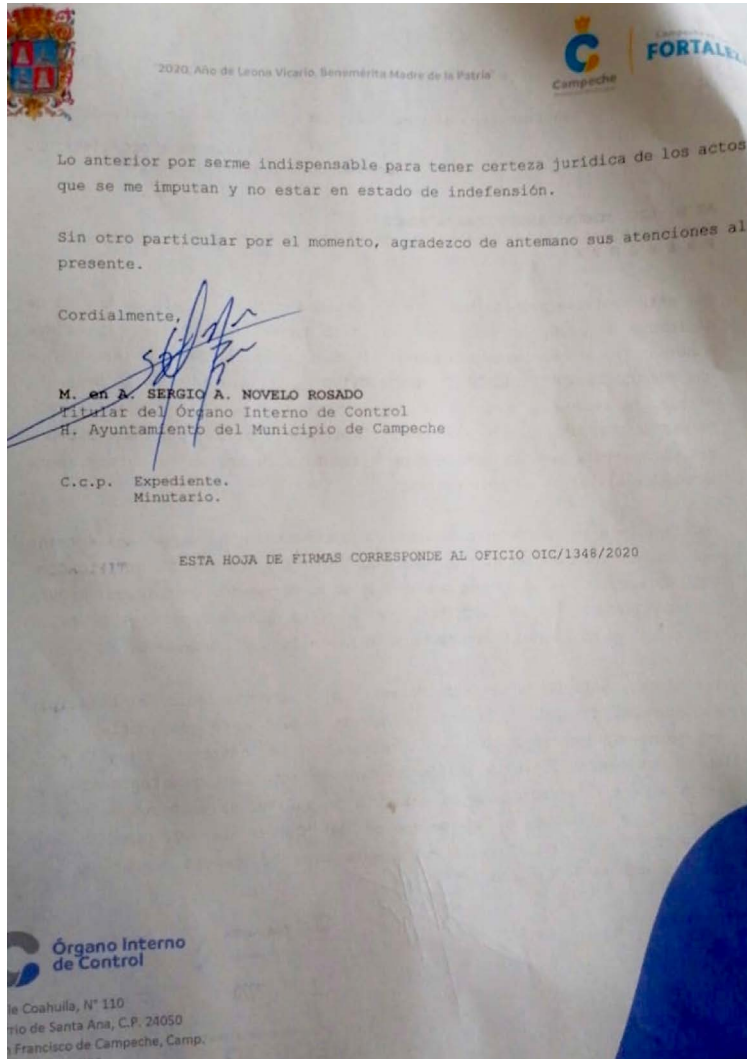 "2020, Año de Leona Vicario, Benemérita Madre de la Patria"
Campeche
FORTALEZ
Lo anterior por serme indispensable para tener certeza jurídica de los actos
que se me imputan y no estar en estado de indefensión.
Sin otro particular por el momento, agradezco de antemano sus atenciones al
presente.
Cordialmente,
M. en A. SERGIO A. NOVELO ROSADO
Titular del Órgano Interno de Control
H. Ayuntamiento del Municipio de Campeche
C.c.p. Expediente.
Minutario.
ESTA HOJA DE FIRMAS CORRESPONDE AL OFICIO OIC/1348/2020
Órgano Interno
de Control
le Coahuila, N° 110
rio de Santa Ana, C.P. 24050
Francisco de Campeche, Camp.